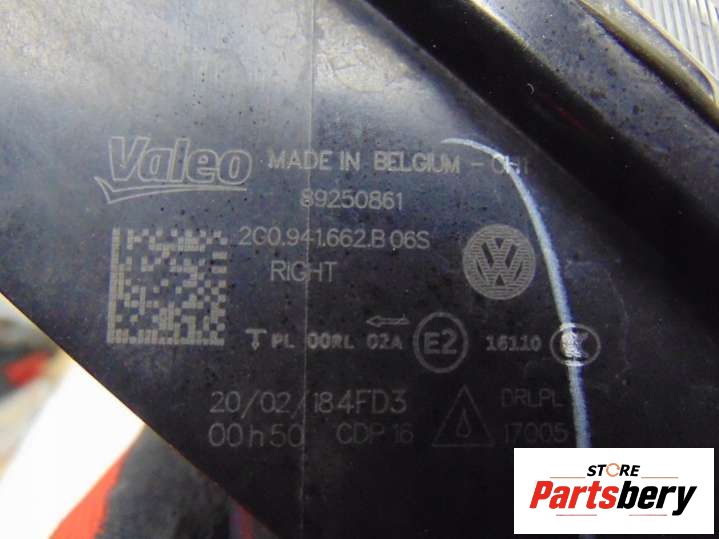 Valeo MADE IN BELGIUM - CH1
89250861
2G0.941.662.B 06S
RIGHT
PL 00RL 02A E2 16110
20/02/18 4FD3 DRLPL
00h50 CDP 16 17005
STORE
Partsbery